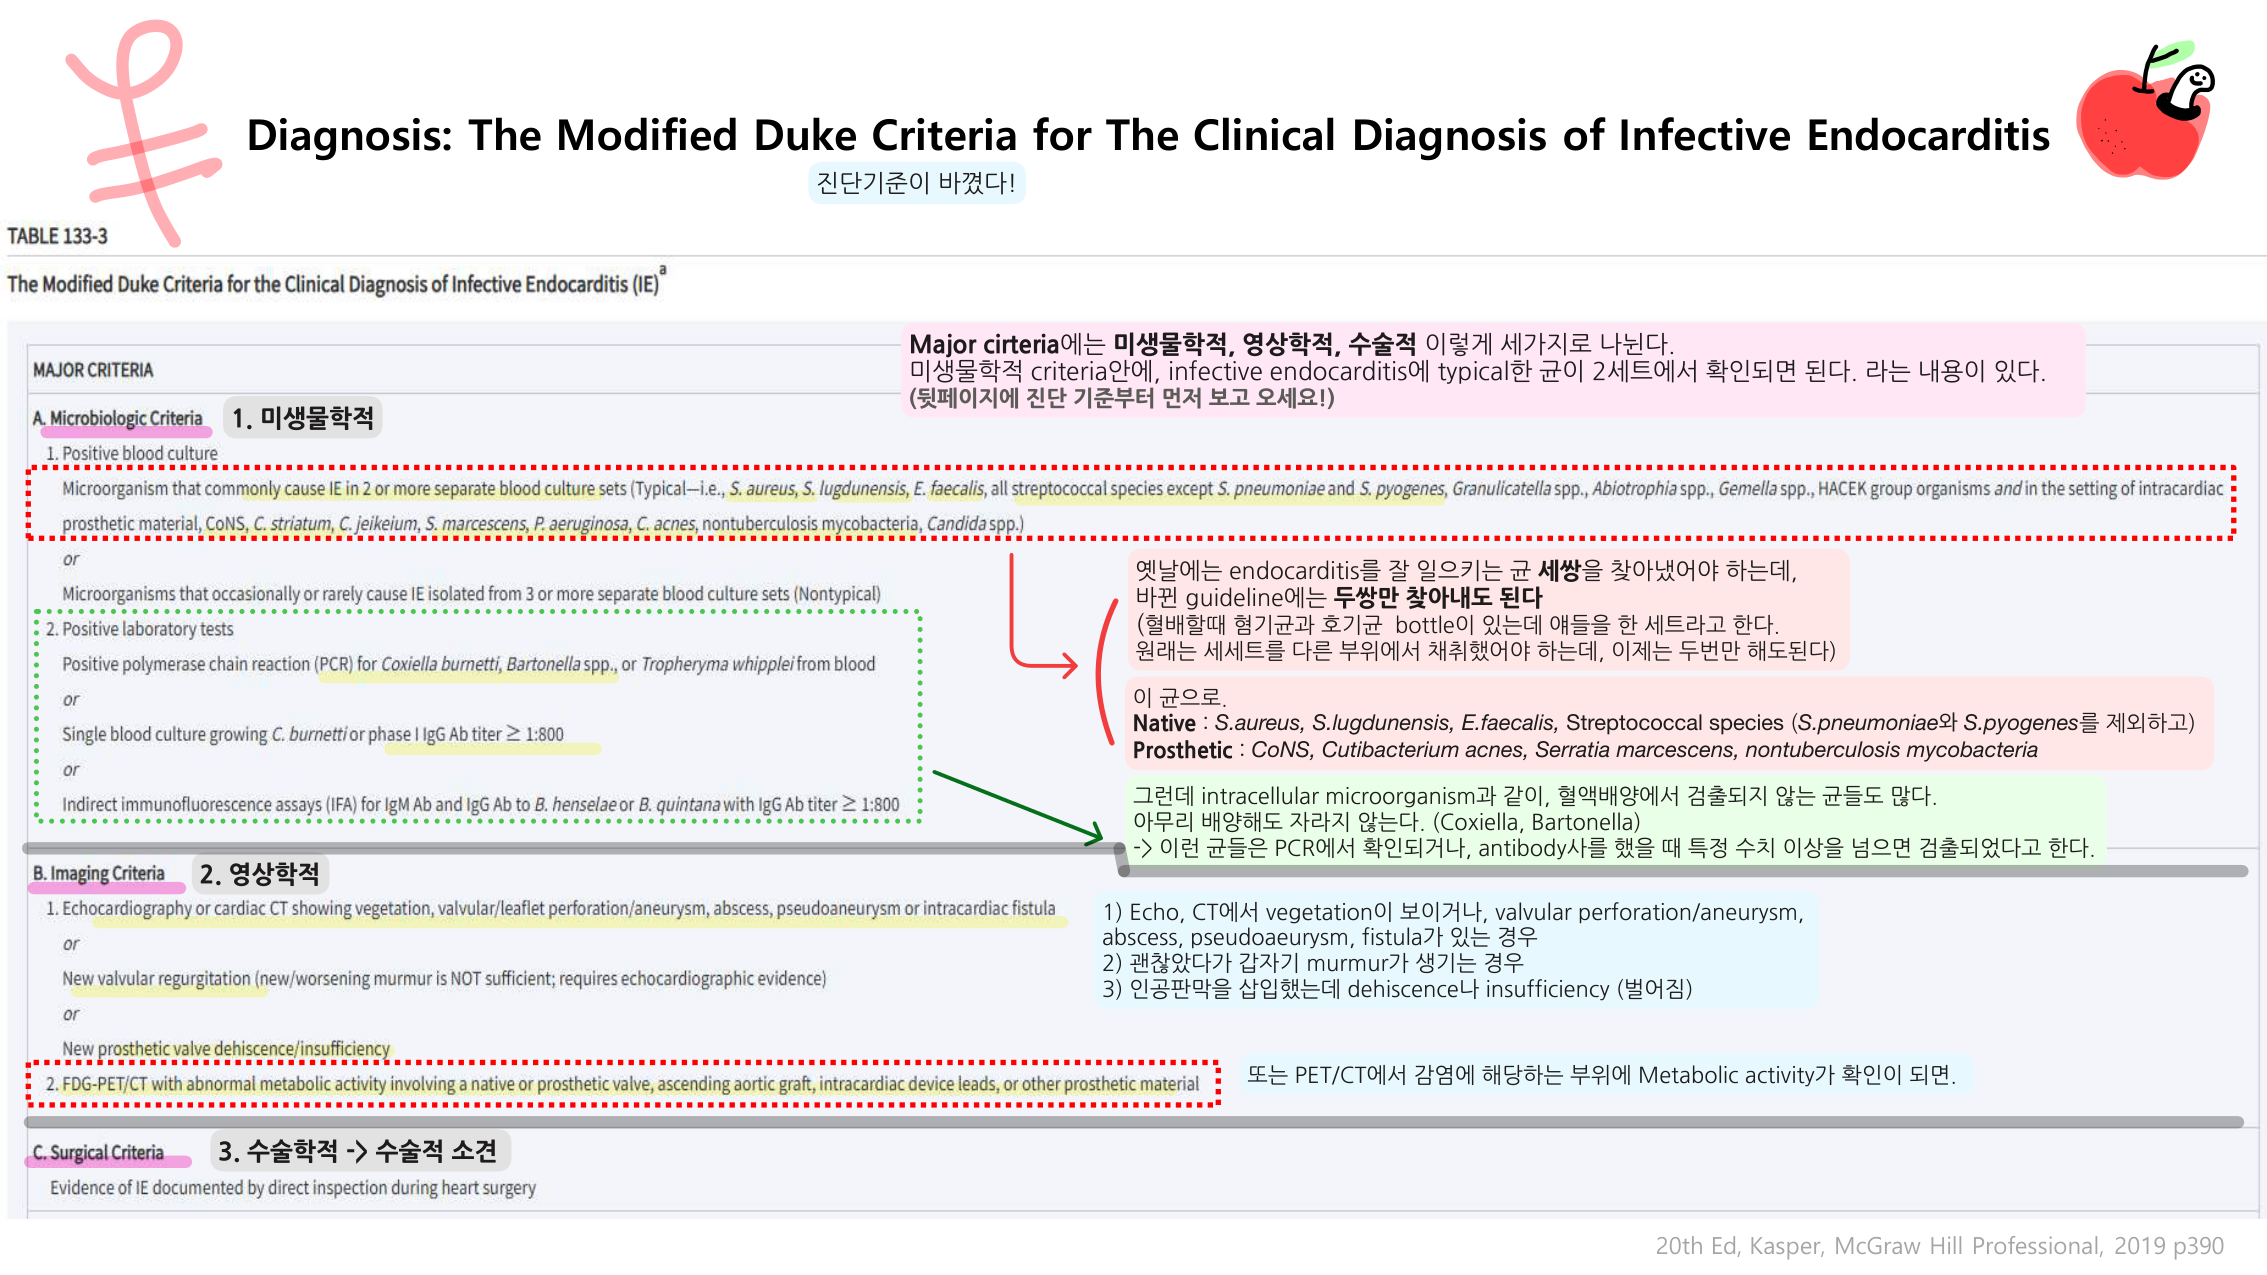 Diagnosis: The Modified Duke Criteria for The Clinical Diagnosis of Infective Endocarditis
진단기준이 바꼈다!
TABLE 133-3
The Modified Duke Criteria for the Clinical Diagnosis of Infective Endocarditis (IE)a
Major cirteria에는 미생물학적, 영상학적, 수술적 이렇게 세가지로 나뉜다.
미생물학적 criteria안에, infective endocarditis에 typical한 균이 2세트에서 확인되면 된다. 라는 내용이 있다.
(뒷페이지에 진단 기준부터 먼저 보고 오세요!)
MAJOR CRITERIA
A. Microbiologic Criteria
1. 미생물학적
1. Positive blood culture
Microorganism that commonly cause IE in 2 or more separate blood culture sets (Typical—i.e., S. aureus, S. lugdunensis, E. faecalis, all streptococcal species except S. pneumoniae and S. pyogenes, Granulicatella spp., Abiotrophia spp., Gemella spp., HACEK group organisms and in the setting of intracardiac
prosthetic material, CoNS, C. striatum, C. jeikeium, S. marcescens, P. aeruginosa, C. acnes, nontuberculosis mycobacteria, Candida spp.)
or
Microorganisms that occasionally or rarely cause IE isolated from 3 or more separate blood culture sets (Nontypical)
2. Positive laboratory tests
Positive polymerase chain reaction (PCR) for Coxiella burnetti, Bartonella spp., or Tropheryma whipplei from blood
or
Single blood culture growing C. burnetti or phase I IgG Ab titer ≥ 1:800
or
Indirect immunofluorescence assays (IFA) for IgM Ab and IgG Ab to B. henselae or B. quintana with IgG Ab titer ≥ 1:800
옛날에는 endocarditis를 잘 일으키는 균 세쌍을 찾아냈어야 하는데,
바뀐 guideline에는 두쌍만 찾아내도 된다
(혈배할때 혐기균과 호기균 bottle이 있는데 얘들을 한 세트라고 한다.
원래는 세세트를 다른 부위에서 채취했어야 하는데, 이제는 두번만 해도된다)
이 균으로.
Native : S.aureus, S.lugdunensis, E.faecalis, Streptococcal species (S.pneumoniae와 S.pyogenes를 제외하고)
Prosthetic : CoNS, Cutibacterium acnes, Serratia marcescens, nontuberculosis mycobacteria
그런데 intracellular microorganism과 같이, 혈액배양에서 검출되지 않는 균들도 많다.
아무리 배양해도 자라지 않는다. (Coxiella, Bartonella)
-> 이런 균들은 PCR에서 확인되거나, antibody사를 했을 때 특정 수치 이상을 넘으면 검출되었다고 한다.
B. Imaging Criteria
2. 영상학적
1. Echocardiography or cardiac CT showing vegetation, valvular/leaflet perforation/aneurysm, abscess, pseudoaneurysm or intracardiac fistula
or
New valvular regurgitation (new/worsening murmur is NOT sufficient; requires echocardiographic evidence)
or
New prosthetic valve dehiscence/insufficiency
2. FDG-PET/CT with abnormal metabolic activity involving a native or prosthetic valve, ascending aortic graft, intracardiac device leads, or other prosthetic material
1) Echo, CT에서 vegetation이 보이거나, valvular perforation/aneurysm,
abscess, pseudoaeurysm, fistula가 있는 경우
2) 괜찮았다가 갑자기 murmur가 생기는 경우
3) 인공판막을 삽입했는데 dehiscence나 insufficiency (벌어짐)
또는 PET/CT에서 감염에 해당하는 부위에 Metabolic activity가 확인이 되면.
C. Surgical Criteria
3. 수술학적 -> 수술적 소견
Evidence of IE documented by direct inspection during heart surgery
20th Ed, Kasper, McGraw Hill Professional, 2019 p390